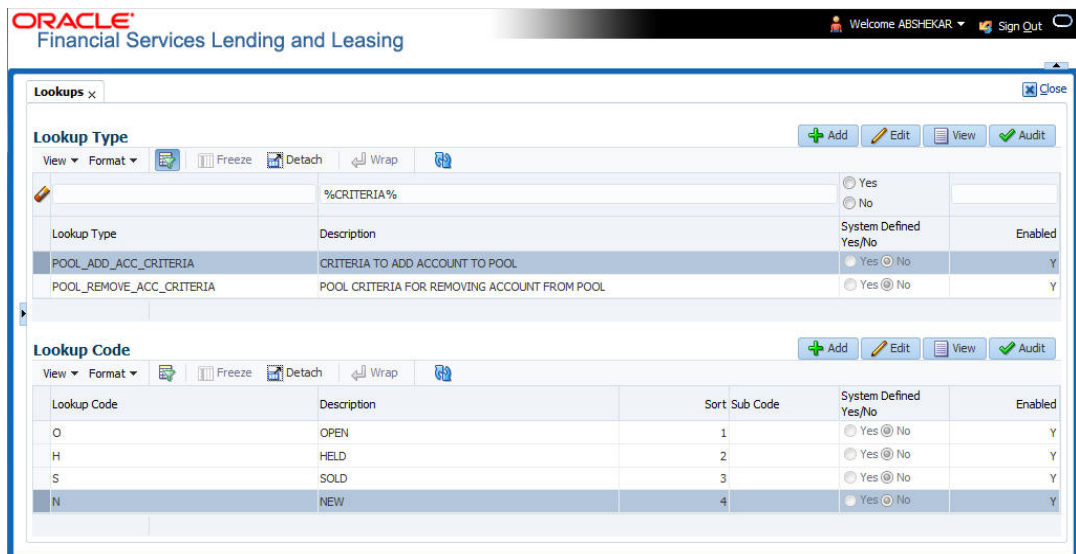 ORACLE
Welcome ABSHEKAR Sign Out
Financial Services Lending and Leasing
Lookups x Close
Lookup Type Add Edit View Audit
View Format Freeze Detach Wrap
%CRITERIA% Yes
No
Lookup Type Description System Defined Yes/No Enabled
POOL_ADD_ACC_CRITERIA CRITERIA TO ADD ACCOUNT TO POOL Yes No Y
POOL_REMOVE_ACC_CRITERIA POOL CRITERIA FOR REMOVING ACCOUNT FROM POOL Yes No Y
Lookup Code Add Edit View Audit
View Format Freeze Detach Wrap
Lookup Code Description Sort Sub Code System Defined Yes/No Enabled
O OPEN 1 Yes No Y
H HELD 2 Yes No Y
S SOLD 3 Yes No Y
N NEW 4 Yes No Y